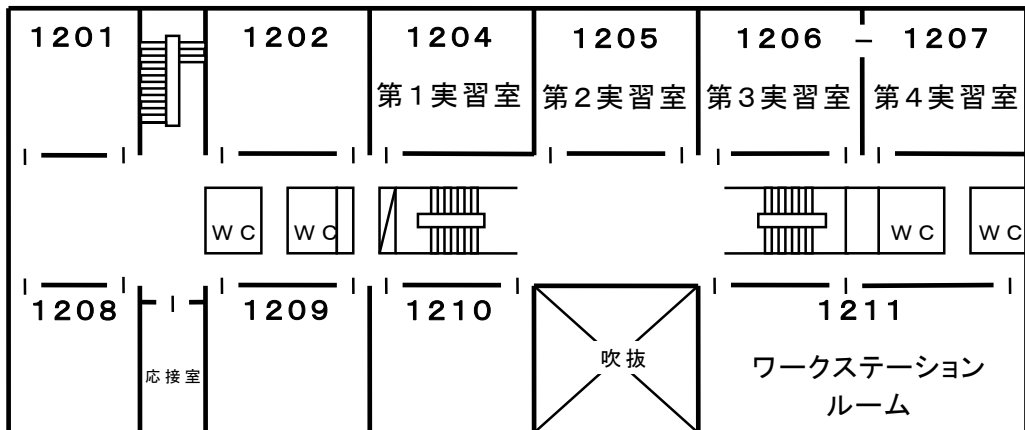 1201
1202
1204
1205
1206
1207
第1実習室
第2実習室
第3実習室
第4実習室
WC
WC
WC
WC
1208
1209
1210
1211
応接室
吹抜
ワークステーション
ルーム